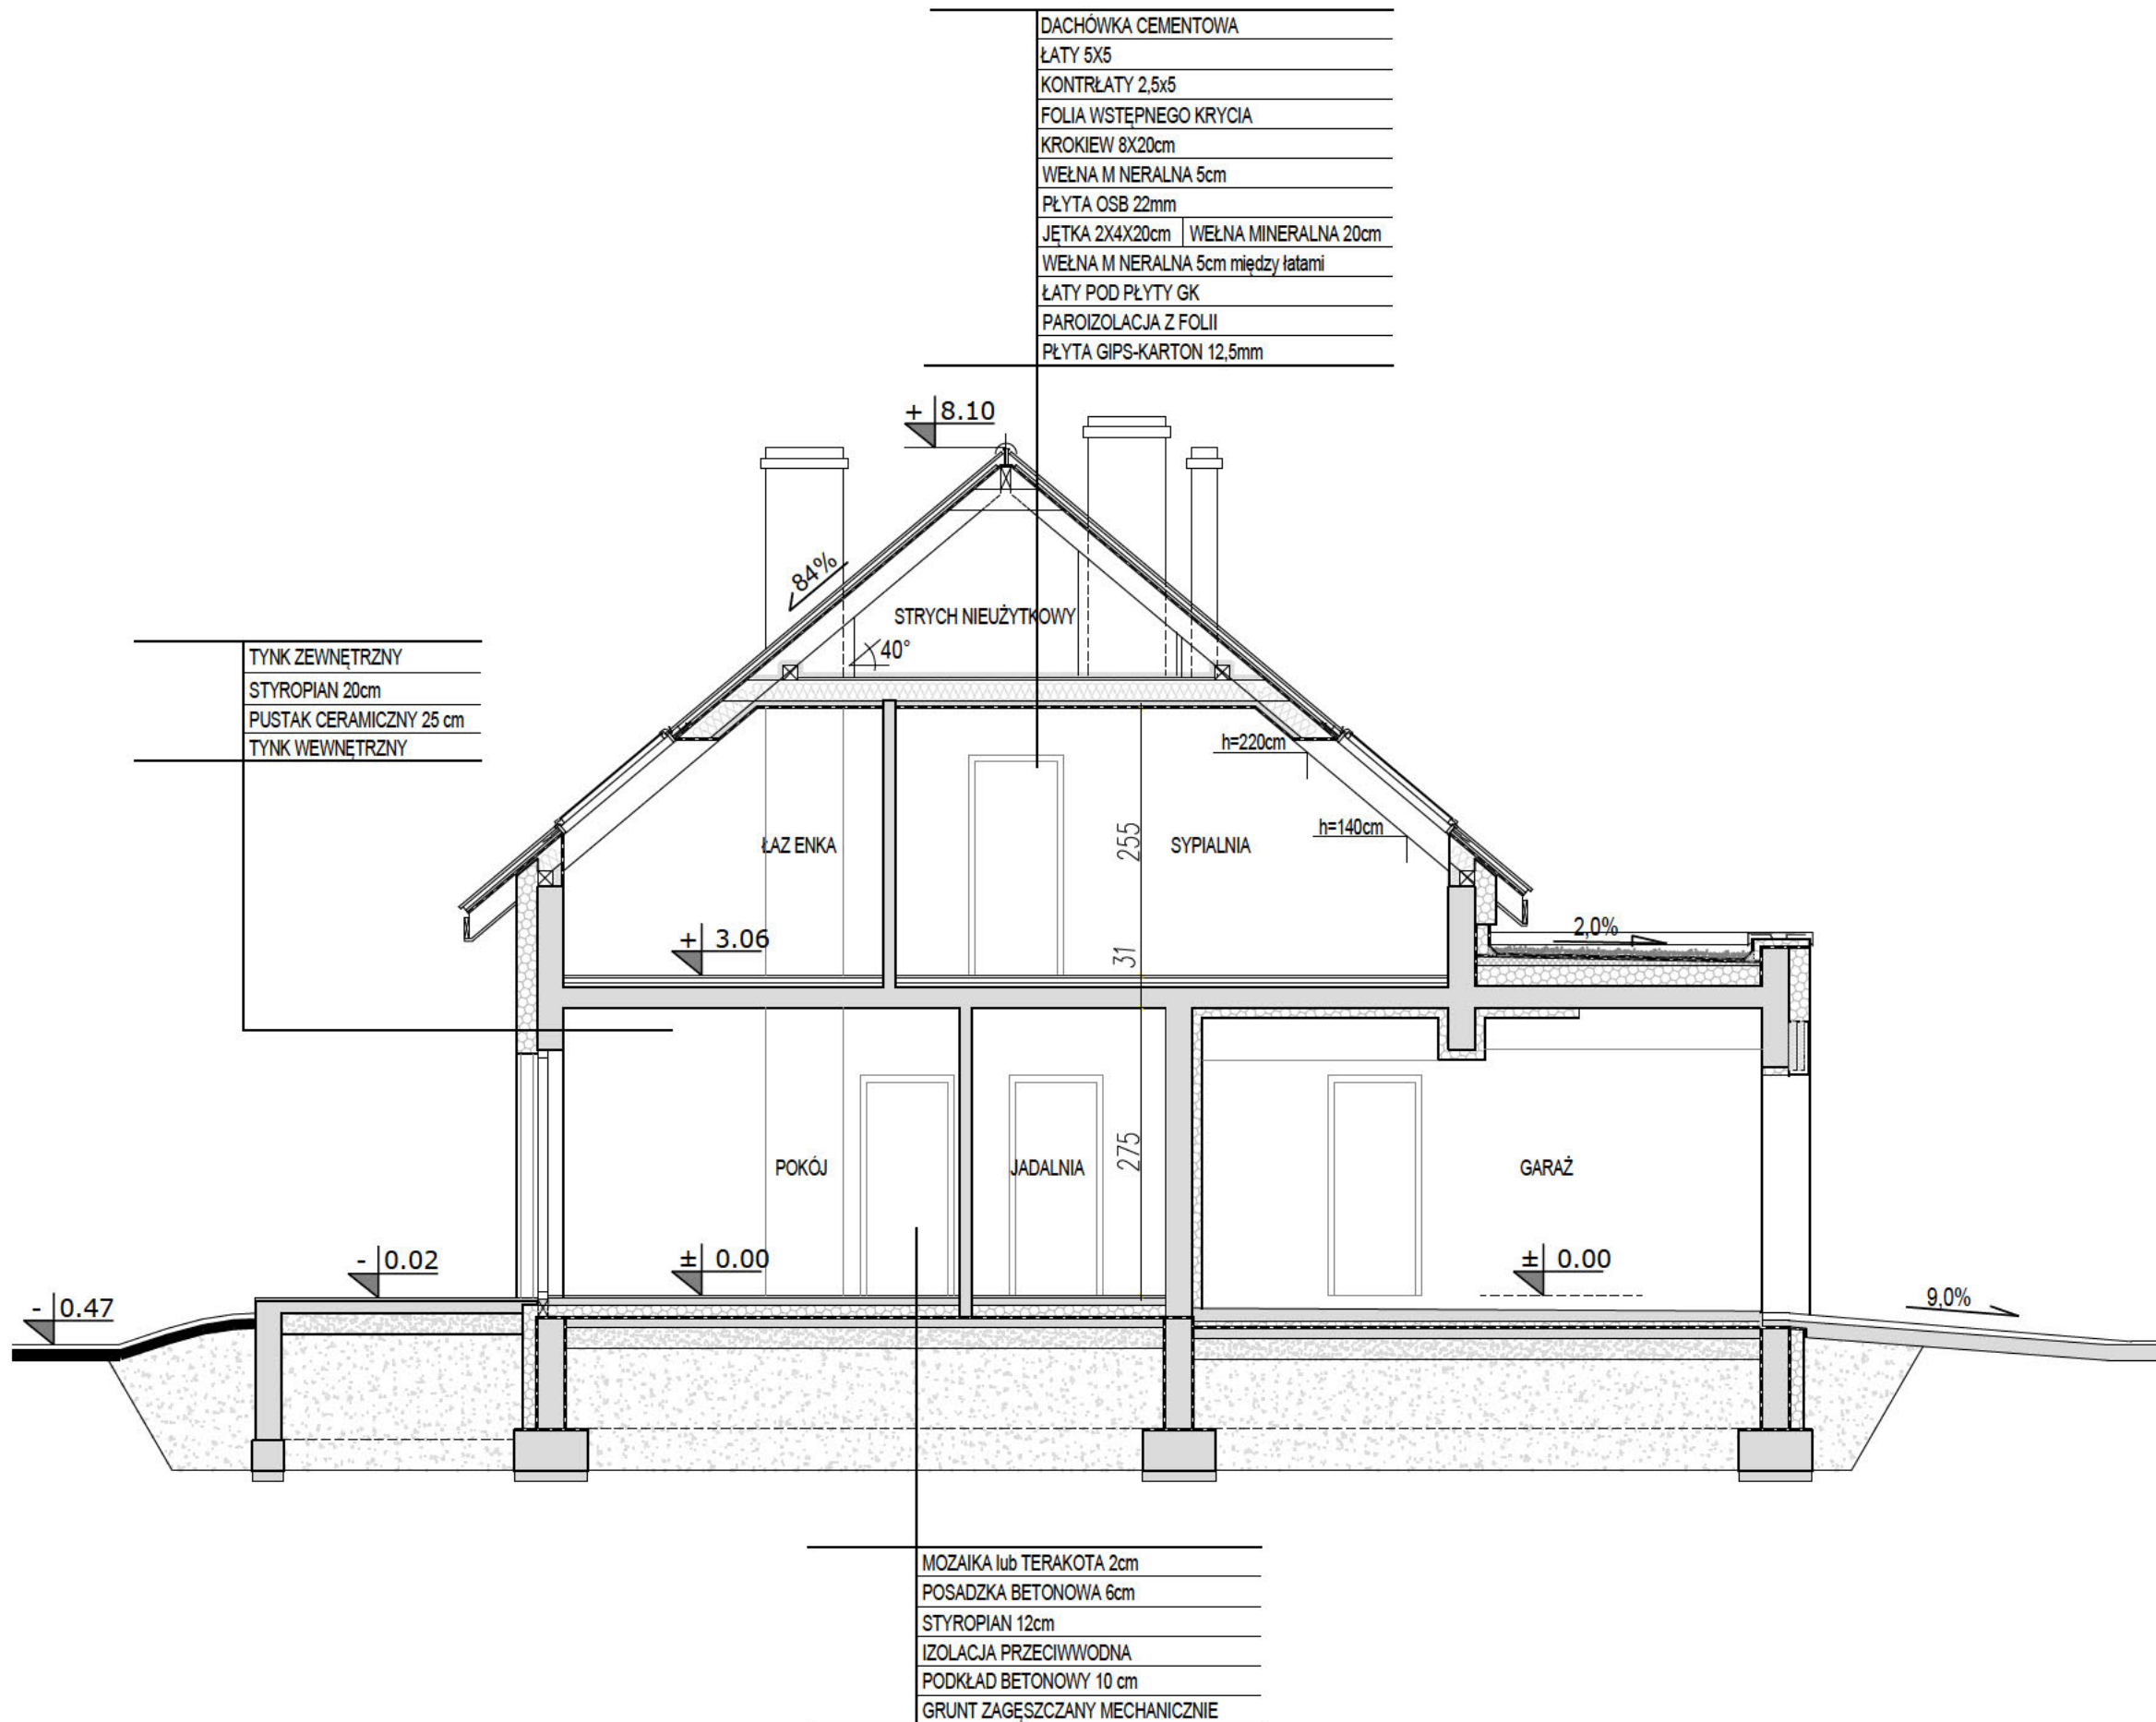 DACHÓWKA CEMENTOWA
ŁATY 5X5
KONTRŁATY 2,5x5
FOLIA WSTĘPNEGO KRYCIA
KROKIEW 8X20cm
WEŁNA M NERALNA 5cm
PŁYTA OSB 22mm
JĘTKA 2X4X20cm WEŁNA MINERALNA 20cm
WEŁNA M NERALNA 5cm między łatami
ŁATY POD PŁYTY GK
PAROIZOLACJA Z FOLII
PŁYTA GIPS-KARTON 12,5mm
+ 8.10
84%
STRYCH NIEUŻYTKOWY
40°
TYNK ZEWNĘTRZNY
STYROPIAN 20cm
PUSTAK CERAMICZNY 25 cm
TYNK WEWNĘTRZNY
h=220cm
h=140cm
ŁAZ ENKA
255
SYPIALNIA
+ 3.06
31
2,0%
POKÓJ
JADALNIA
275
GARAŻ
- 0.02
± 0.00
± 0.00
- 0.47
9,0%
MOZAIKA lub TERAKOTA 2cm
POSADZKA BETONOWA 6cm
STYROPIAN 12cm
IZOLACJA PRZECIWWODNA
PODKŁAD BETONOWY 10 cm
GRUNT ZAGĘSZCZANY MECHANICZNIE